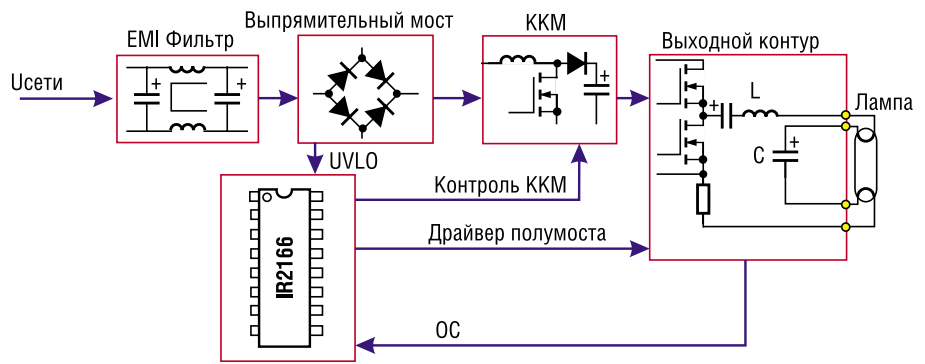 Выпрямительный мост
EMI Фильтр
ККМ
Выходной контур
Uсети
+
+
+
+
L
Лампа
C
+
UVLO
Контроль ККМ
Драйвер полумоста
IR2166
ОС